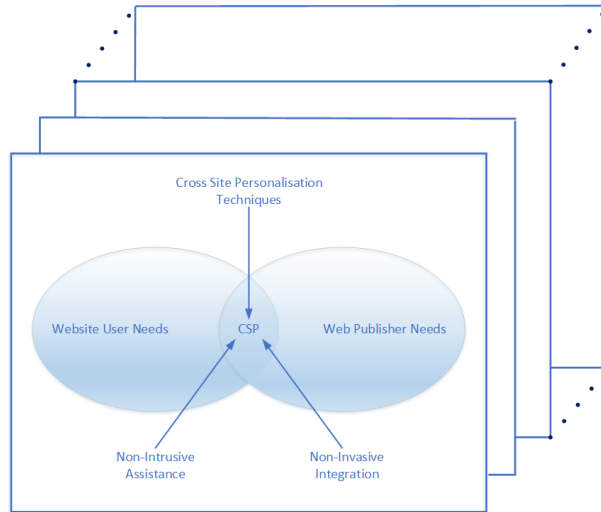 Cross Site Personalisation
Techniques
Website User Needs
CSP
Web Publisher Needs
Non-Intrusive
Assistance
Non-Invasive
Integration